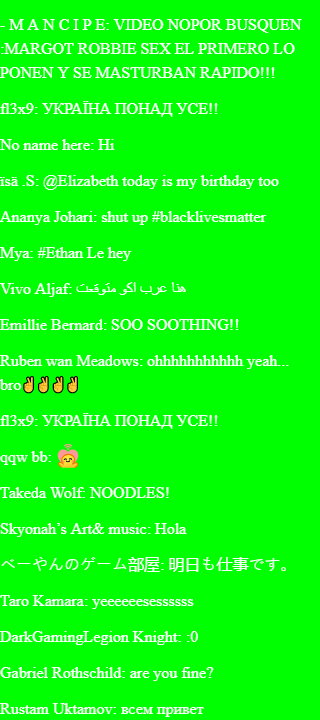 - M A N C I P E: VIDEO NOPOR BUSQUEN
:MARGOT ROBBIE SEX EL PRIMERO LO
PONEN Y SE MASTURBAN RAPIDO!!!
fl3x9: УКРАЇНА ПОНАД УСЕ!!
No name here: Hi
ïsä .S: @Elizabeth today is my birthday too
Ananya Johari: shut up #blacklivesmatter
Mya: #Ethan Le hey
Vivo Aljaf: هذا عرب اكو متوقعت
Emillie Bernard: SOO SOOTHING!!
Ruben wan Meadows: ohhhhhhhhhhh yeah...
bro✌✌✌✌
fl3x9: УКРАЇНА ПОНАД УСЕ!!
qqw bb:
Takeda Wolf: NOODLES!
Skyonah's Art& music: Hola
べーやんのゲーム部屋: 明日も仕事です。
Taro Kamara: yeeeeeesessssss
DarkGamingLegion Knight: :0
Gabriel Rothschild: are you fine?
Rustam Uktamov: всем привет